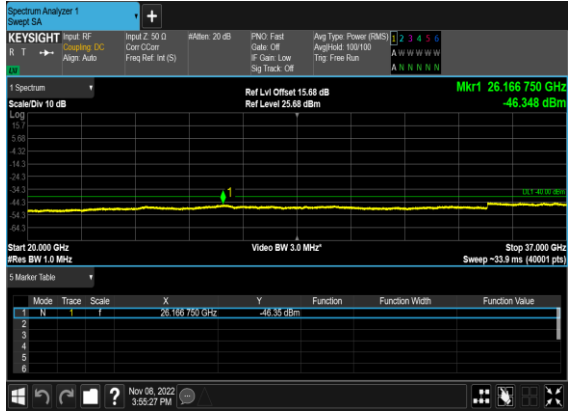 Spectrum Analyzer 1
Swept SA
+
KEYSIGHT Input: RF Input Z: 50 Ω #Atten: 20 dB PNO: Fast Avg Type: Power (RMS) 1 2 3 4 5 6
R T Coupling: DC Corr CCorr Gate: Off Avg|Hold: 100/100 A W W W W W
Align: Auto Freq Ref: Int (S) IF Gain: Low Trig: Free Run
LXI Sig Track: Off A N N N N N
1 Spectrum Ref Lvl Offset 15.68 dB Mkr1 26.166 750 GHz
Scale/Div 10 dB Ref Level 25.68 dBm -46.348 dBm
Log
15.7
5.68
-4.32
-14.3
-24.3
-34.3
1
DL1 -40.00 dBm
-44.3
-54.3
-64.3
Start 20.000 GHz Video BW 3.0 MHz* Stop 37.000 GHz
#Res BW 1.0 MHz Sweep ~33.9 ms (40001 pts)
5 Marker Table
Mode Trace Scale X Y Function Function Width Function Value
1 N 1 f 26.166 750 GHz -46.35 dBm
2
3
4
5
6
? Nov 08, 2022
3:55:27 PM